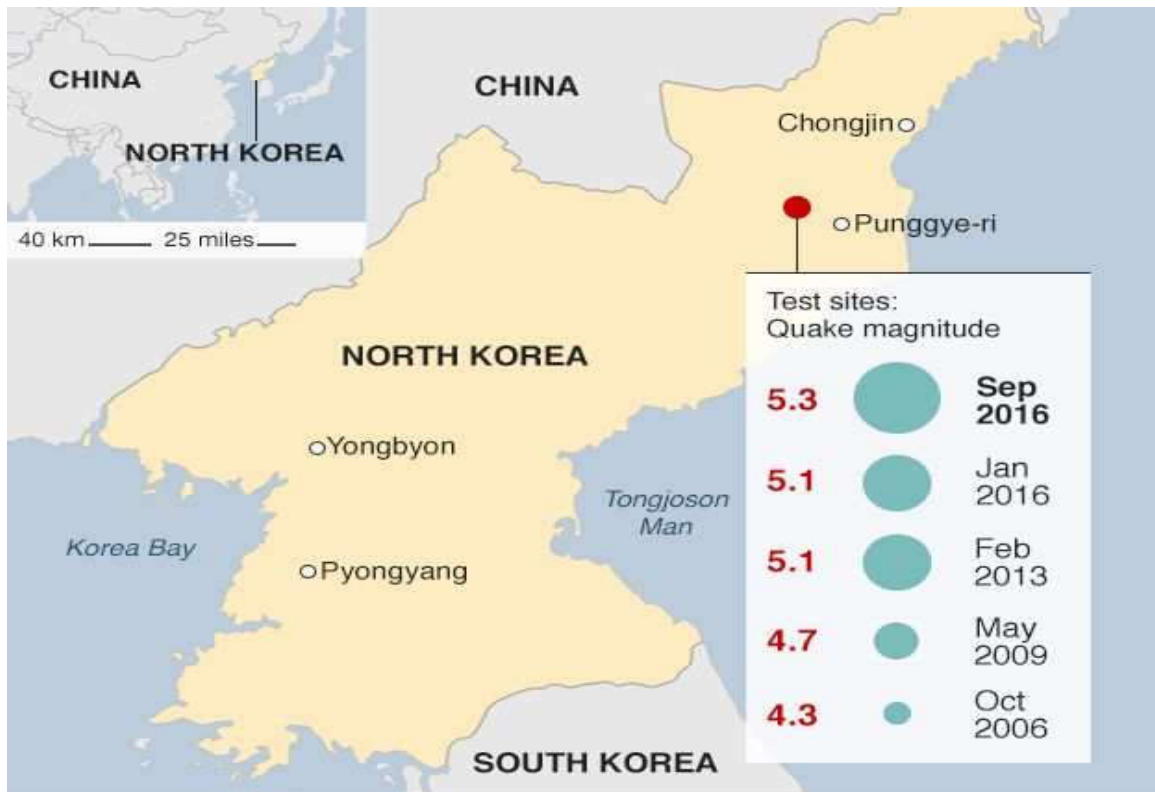 CHINA
NORTH KOREA
40 km
25 miles
CHINA
Chongjin
Punggye-ri
NORTH KOREA
Yongbyon
Pyongyang
Korea Bay
Tongjoson
Man
SOUTH KOREA
Test sites:
Quake magnitude
5.3
Sep
2016
5.1
Jan
2016
5.1
Feb
2013
4.7
May
2009
4.3
Oct
2006